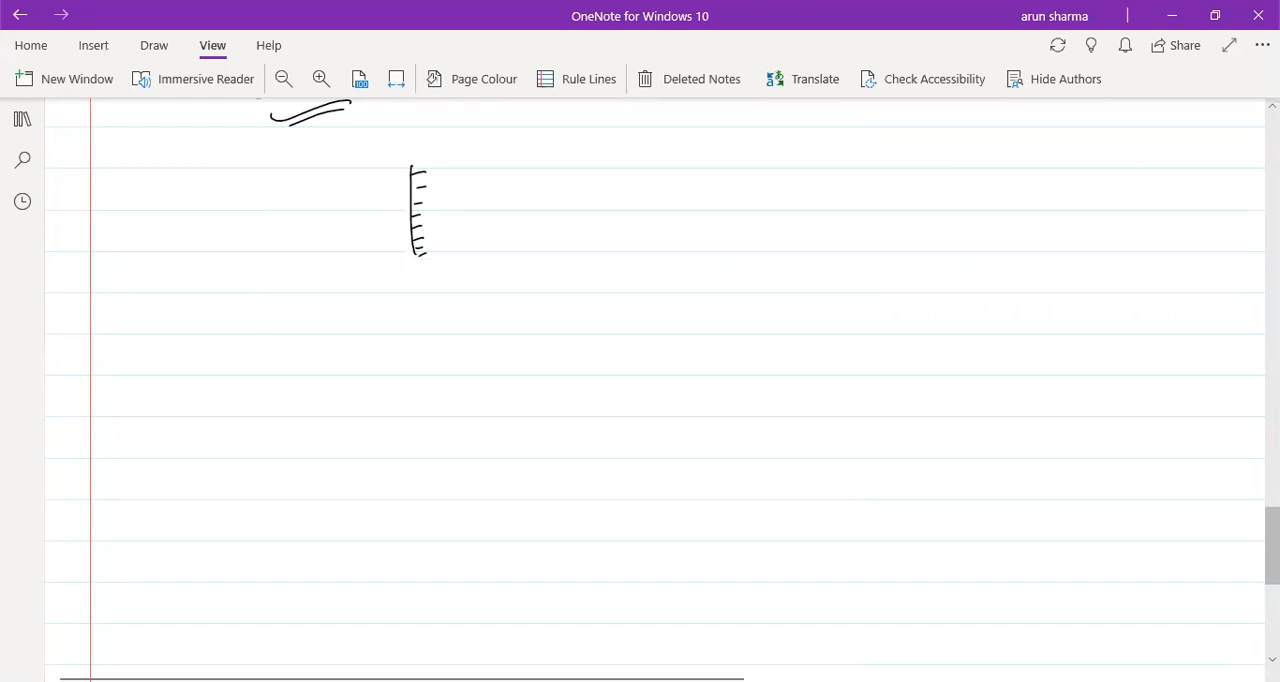 OneNote for Windows 10
arun sharma
Home Insert Draw View Help
Share
New Window Immersive Reader 100 Page Colour Rule Lines Deleted Notes Translate Check Accessibility Hide Authors